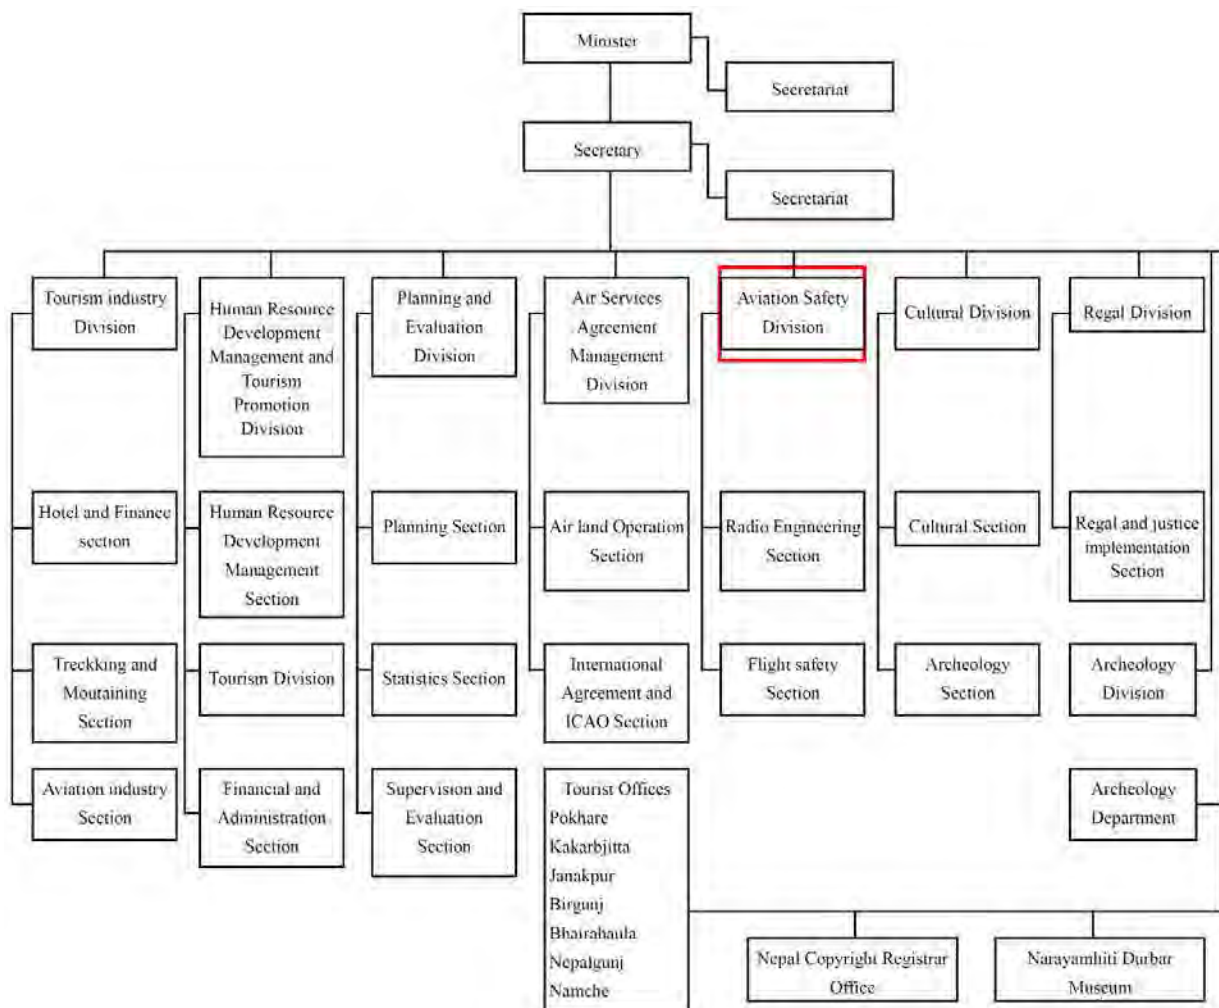 Minister
Secretariat
Secretary
Secretariat
Tourism industry
Division
Human Resource
Development
Management and
Tourism
Promotion
Division
Planning and
Evaluation
Division
Air Services
Agreement
Management
Division
Aviation Safety
Division
Cultural Division
Regal Division
Hotel and Finance
section
Human Resource
Development
Management
Section
Planning Section
Air land Operation
Section
Radio Engineering
Section
Cultural Section
Regal and justice
implementation
Section
Treckking and
Moutaining
Section
Tourism Division
Statistics Section
International
Agreement and
ICAO Section
Flight safety
Section
Archeology
Section
Archeology
Division
Aviation industry
Section
Financial and
Administration
Section
Supervision and
Evaluation
Section
Tourist Offices
Pokhare
Kakarbjitta
Janakpur
Birgunj
Bhairahaula
Nepalgunj
Namche
Archeology
Department
Nepal Copyright Registrar
Office
Narayamhiti Durbar
Museum